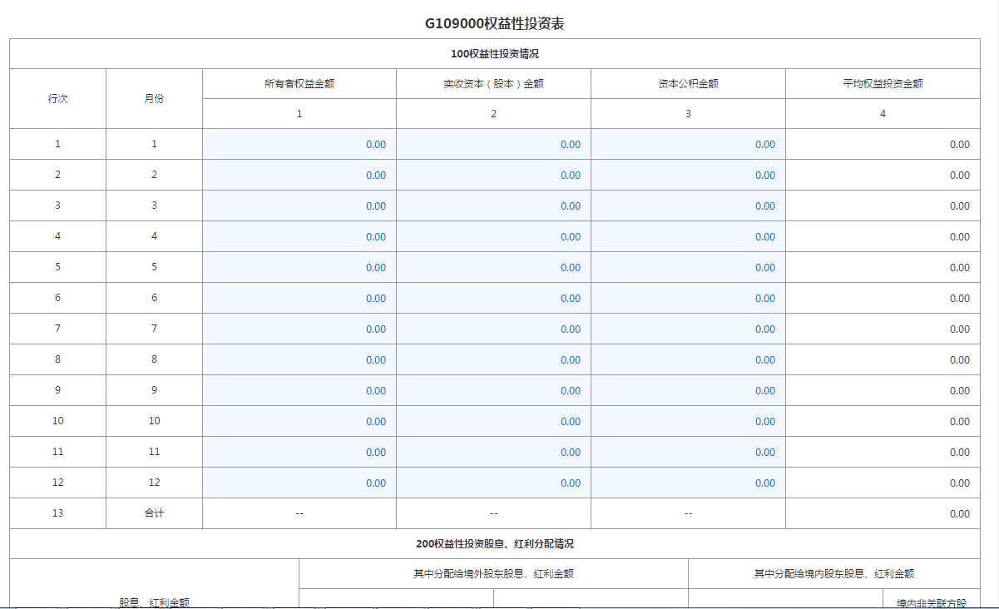 G109000权益性投资表
100权益性投资情况
行次 月份 所有者权益金额 实收资本（股本）金额 资本公积金额 平均权益投资金额
1 2 3 4
1 1 0.00 0.00 0.00 0.00
2 2 0.00 0.00 0.00 0.00
3 3 0.00 0.00 0.00 0.00
4 4 0.00 0.00 0.00 0.00
5 5 0.00 0.00 0.00 0.00
6 6 0.00 0.00 0.00 0.00
7 7 0.00 0.00 0.00 0.00
8 8 0.00 0.00 0.00 0.00
9 9 0.00 0.00 0.00 0.00
10 10 0.00 0.00 0.00 0.00
11 11 0.00 0.00 0.00 0.00
12 12 0.00 0.00 0.00 0.00
13 合计 -- -- -- 0.00
200权益性投资股息、红利分配情况
其中分配给境外股东股息、红利金额 其中分配给境内股东股息、红利金额
股息、红利金额 境内非关联方股